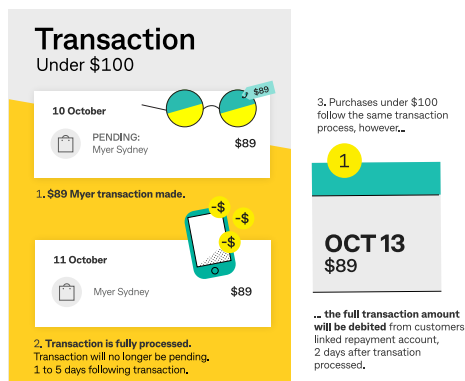 Transaction
Under $100
$89
10 October
PENDING:
Myer Sydney
$89
1. $89 Myer transaction made.
-$
-$
-$
11 October
Myer Sydney
$89
2. Transaction is fully processed.
Transaction will no longer be pending.
1 to 5 days following transaction.
3. Purchases under $100
follow the same transaction
process, however...
1
OCT 13
$89
... the full transaction amount
will be debited from customers
linked repayment account,
2 days after transation
processed.